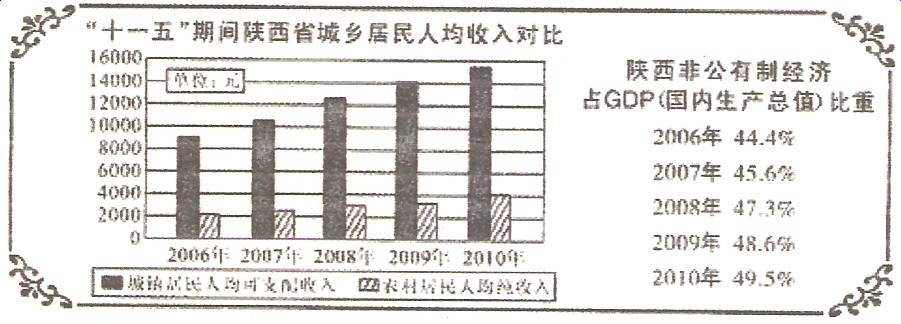 “十一五”期间陕西省城乡居民人均收入对比
16000
14000
12000
10000
8000
6000
4000
2000
0
单位：元
2006年 2007年 2008年 2009年 2010年
城镇居民人均可支配收入 农村居民人均纯收入
陕西非公有制经济
占GDP(国内生产总值)比重
2006年 44.4%
2007年 45.6%
2008年 47.3%
2009年 48.6%
2010年 49.5%